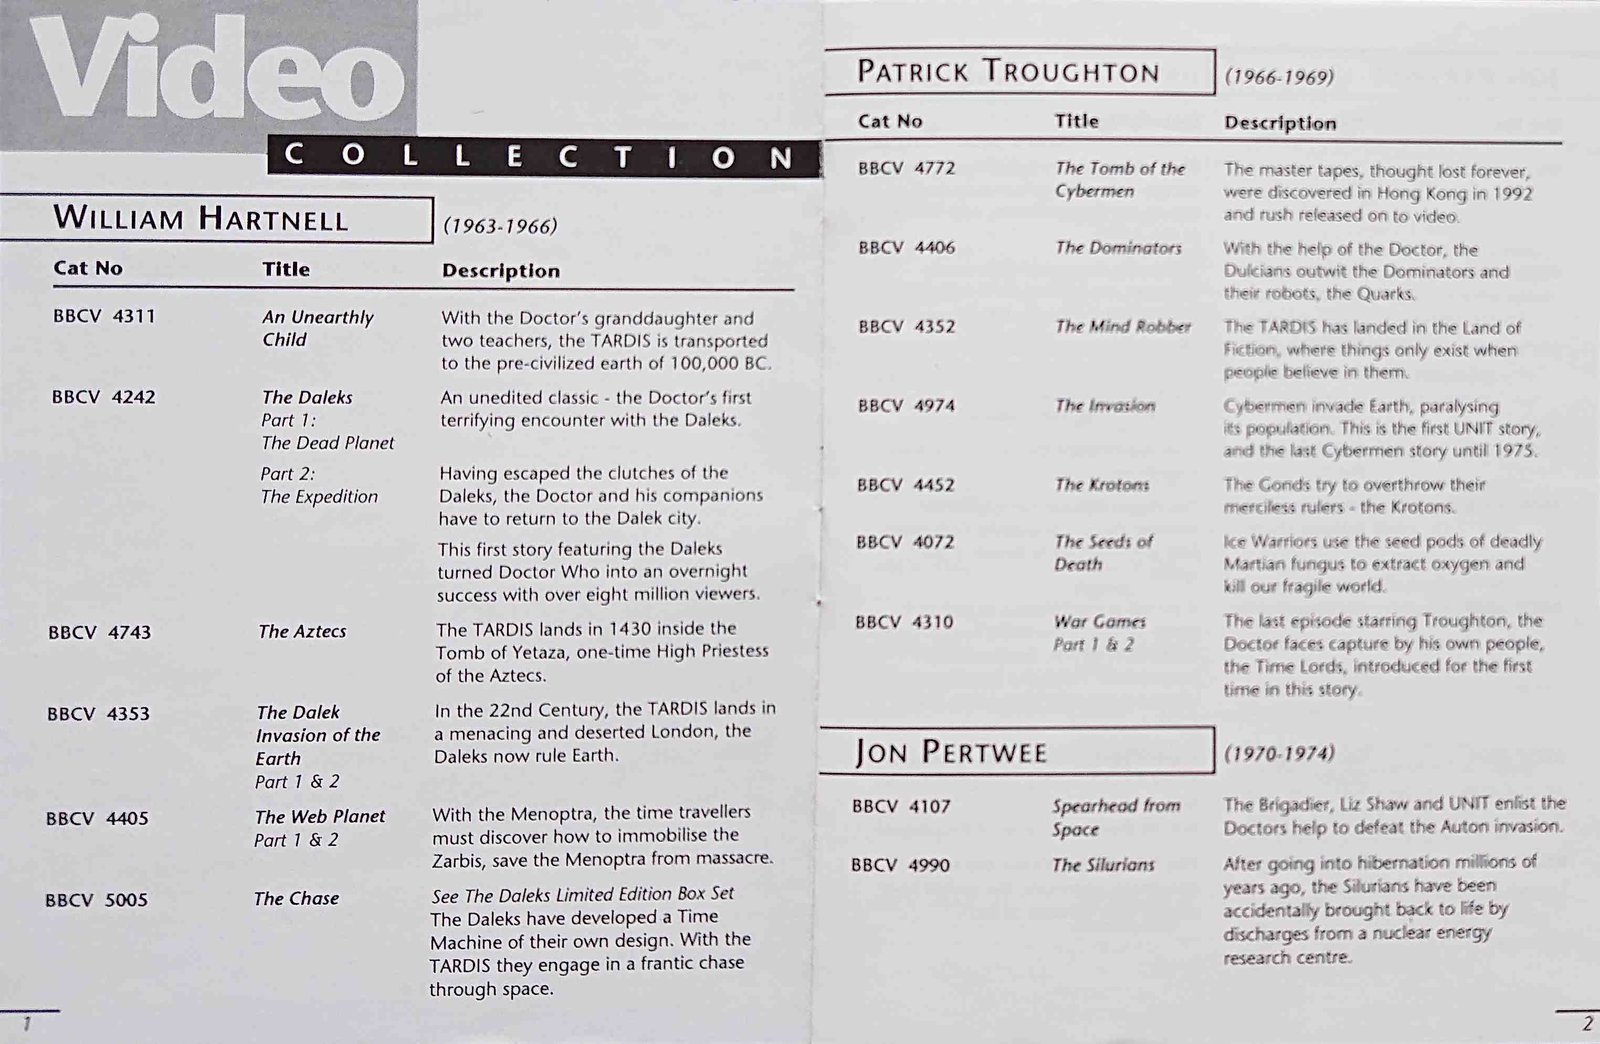 Video
COLLECTION
WILLIAM HARTNELL (1963-1966)
Cat No Title Description
BBCV 4311 An Unearthly With the Doctor's granddaughter and
Child two teachers, the TARDIS is transported
to the pre-civilized earth of 100,000 BC.
BBCV 4242 The Daleks An unedited classic - the Doctor's first
Part 1: terrifying encounter with the Daleks.
The Dead Planet
Part 2: Having escaped the clutches of the
The Expedition Daleks, the Doctor and his companions
have to return to the Dalek city.
This first story featuring the Daleks
turned Doctor Who into an overnight
success with over eight million viewers.
BBCV 4743 The Aztecs The TARDIS lands in 1430 inside the
Tomb of Yetaza, one-time High Priestess
of the Aztecs.
BBCV 4353 The Dalek In the 22nd Century, the TARDIS lands in
Invasion of the a menacing and deserted London, the
Earth Daleks now rule Earth.
Part 1 & 2
BBCV 4405 The Web Planet With the Menoptra, the time travellers
Part 1 & 2 must discover how to immobilise the
Zarbis, save the Menoptra from massacre.
BBCV 5005 The Chase See The Daleks Limited Edition Box Set
The Daleks have developed a Time
Machine of their own design. With the
TARDIS they engage in a frantic chase
through space.
1
PATRICK TROUGHTON (1966-1969)
Cat No Title Description
BBCV 4772 The Tomb of the The master tapes, thought lost forever,
Cybermen were discovered in Hong Kong in 1992
and rush released on to video.
BBCV 4406 The Dominators With the help of the Doctor, the
Dulcians outwit the Dominators and
their robots, the Quarks.
BBCV 4352 The Mind Robber The TARDIS has landed in the Land of
Fiction, where things only exist when
people believe in them.
BBCV 4974 The Invasion Cybermen invade Earth, paralysing
its population. This is the first UNIT story,
and the last Cybermen story until 1975.
BBCV 4452 The Krotons The Gonds try to overthrow their
merciless rulers - the Krotons.
BBCV 4072 The Seeds of Ice Warriors use the seed pods of deadly
Death Martian fungus to extract oxygen and
kill our fragile world.
BBCV 4310 War Games The last episode starring Troughton, the
Part 1 & 2 Doctor faces capture by his own people,
the Time Lords, introduced for the first
time in this story.
JON PERTWEE (1970-1974)
BBCV 4107 Spearhead from The Brigadier, Liz Shaw and UNIT enlist the
Space Doctors help to defeat the Auton invasion.
BBCV 4990 The Silurians After going into hibernation millions of
years ago, the Silurians have been
accidentally brought back to life by
discharges from a nuclear energy
research centre.
2